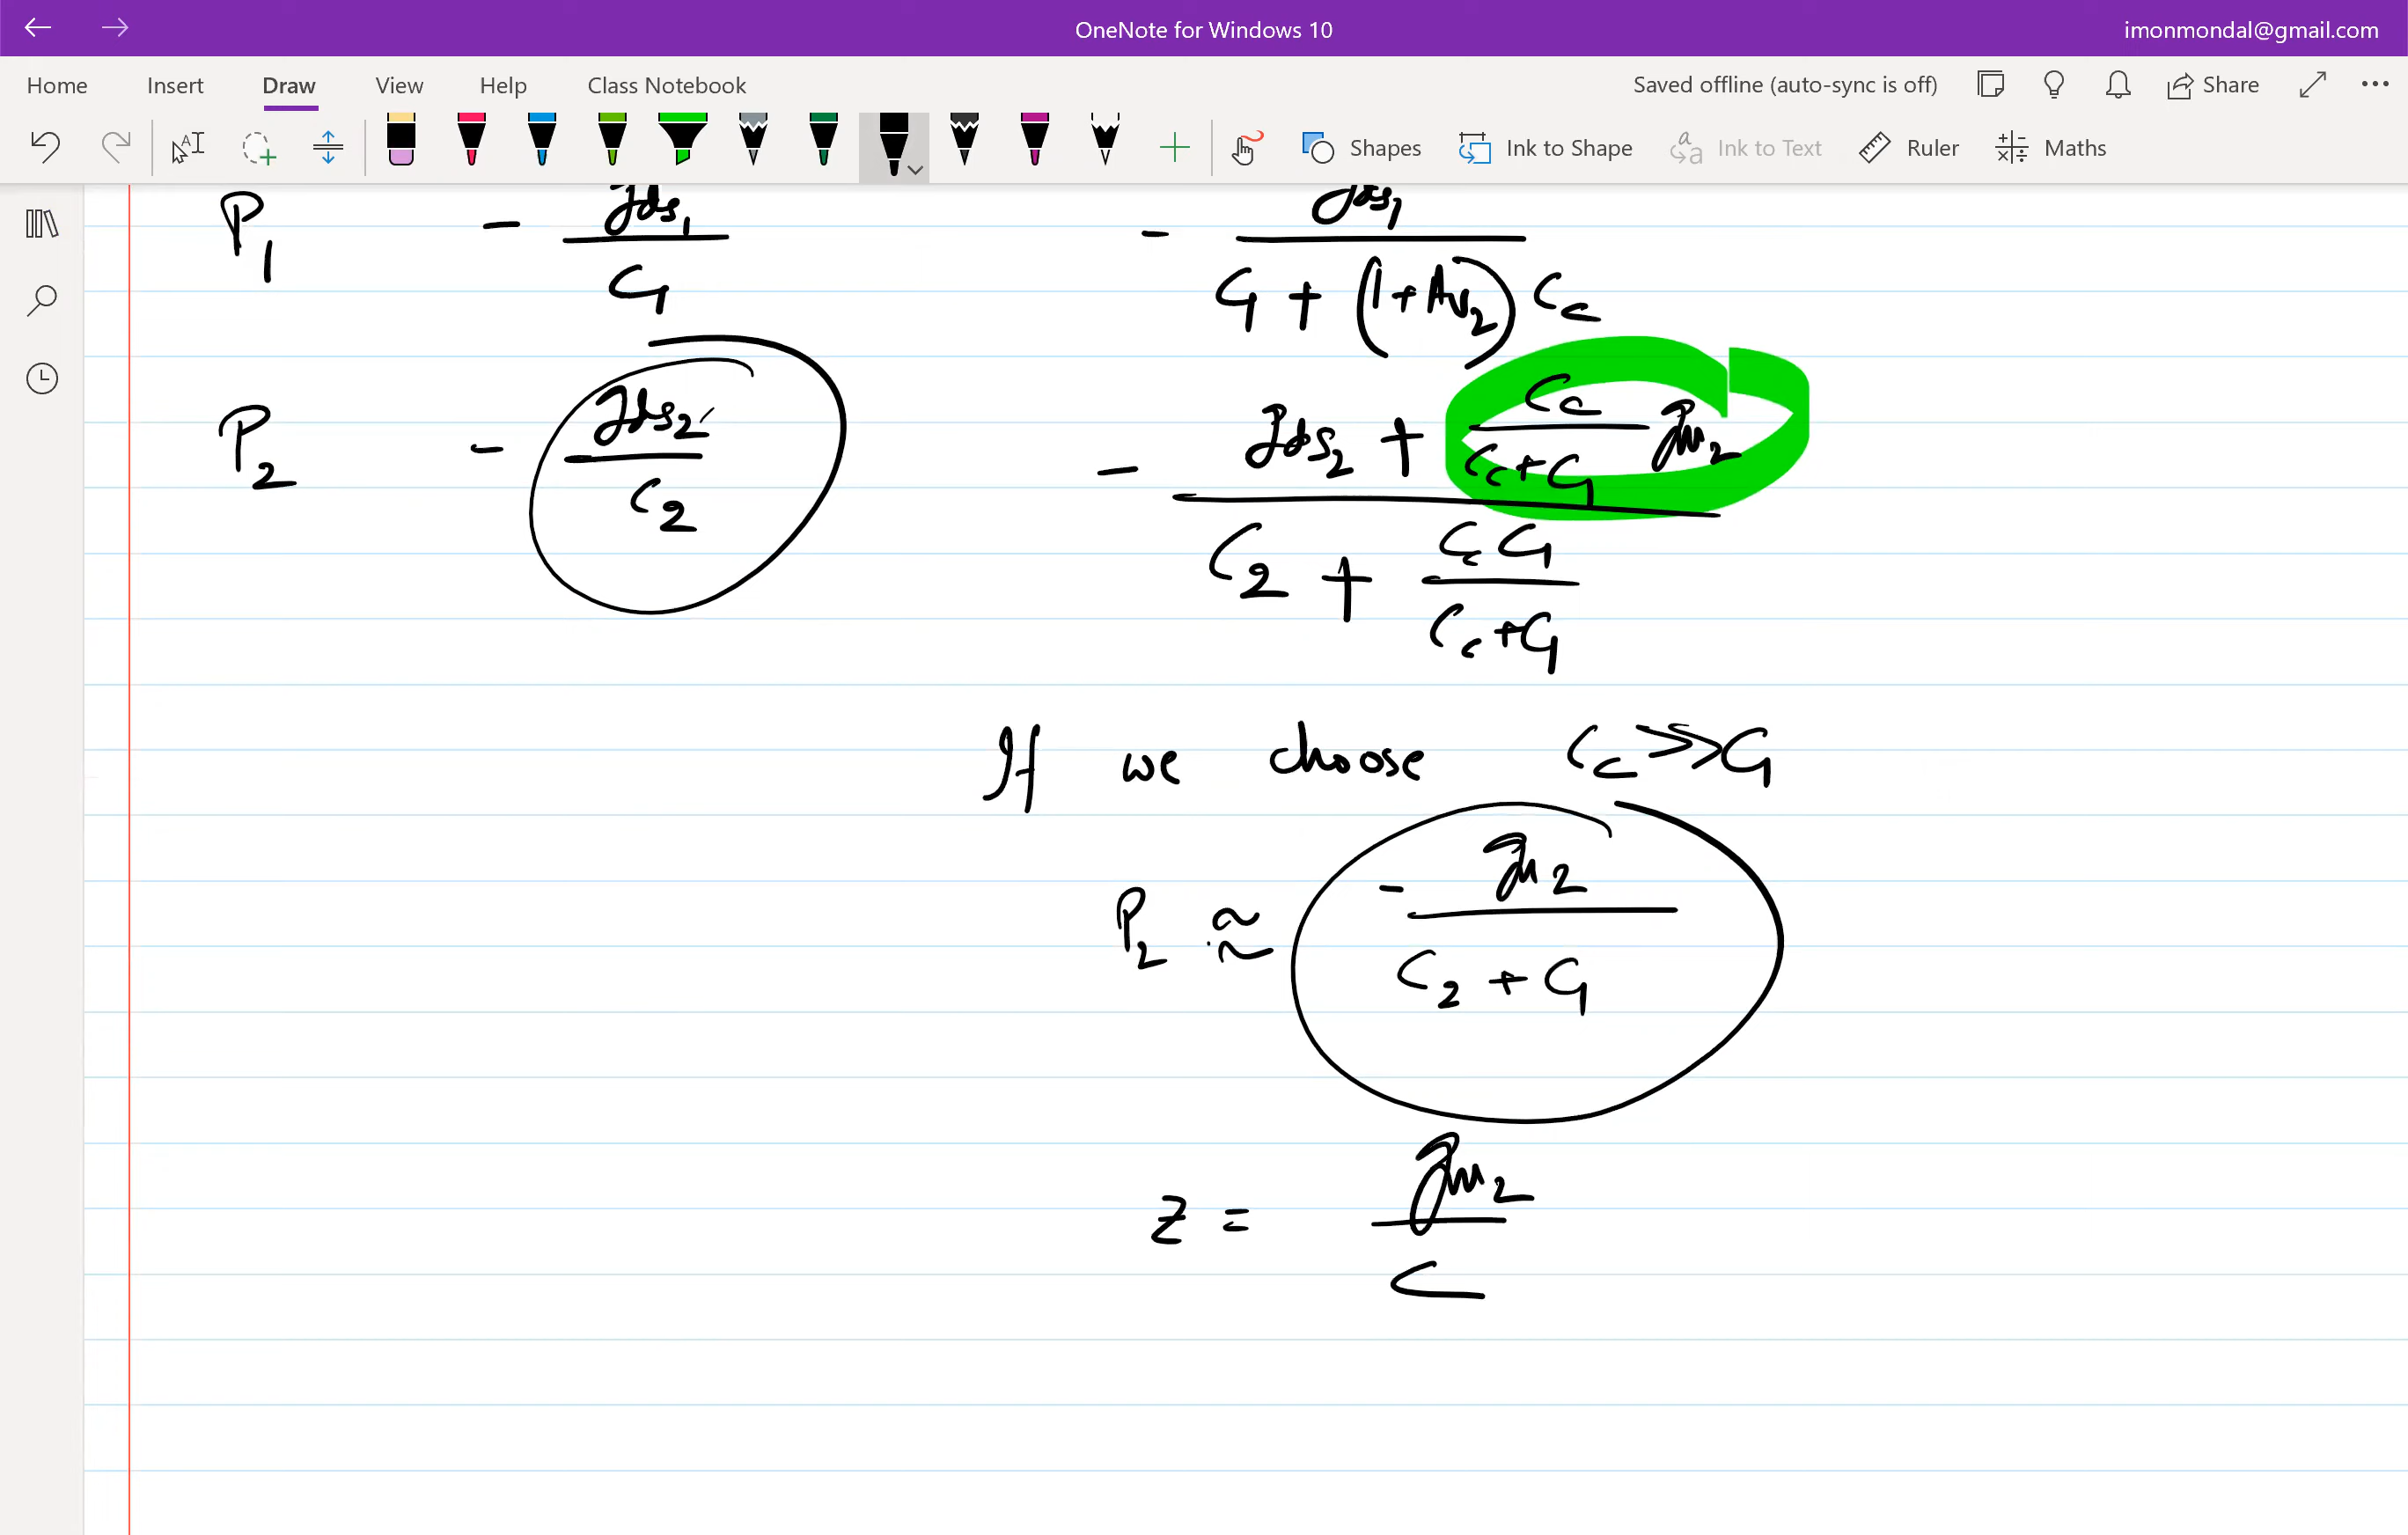 OneNote for Windows 10
imonmondal@gmail.com
Home Insert Draw View Help Class Notebook
Saved offline (auto-sync is off) Share
Shapes Ink to Shape Ink to Text Ruler Maths
P1 - gds1 / C1 - gds1 / (C1 + (1+Av2) Cc)
P2 - gds2 / C2 - (gds2 + Cc / (Cc+C1) gm2) / (C2 + Cc C1 / (Cc+C1))
If we choose Cc >> C1
P2 ≈ - gm2 / (C2 + C1)
z = gm2 / C